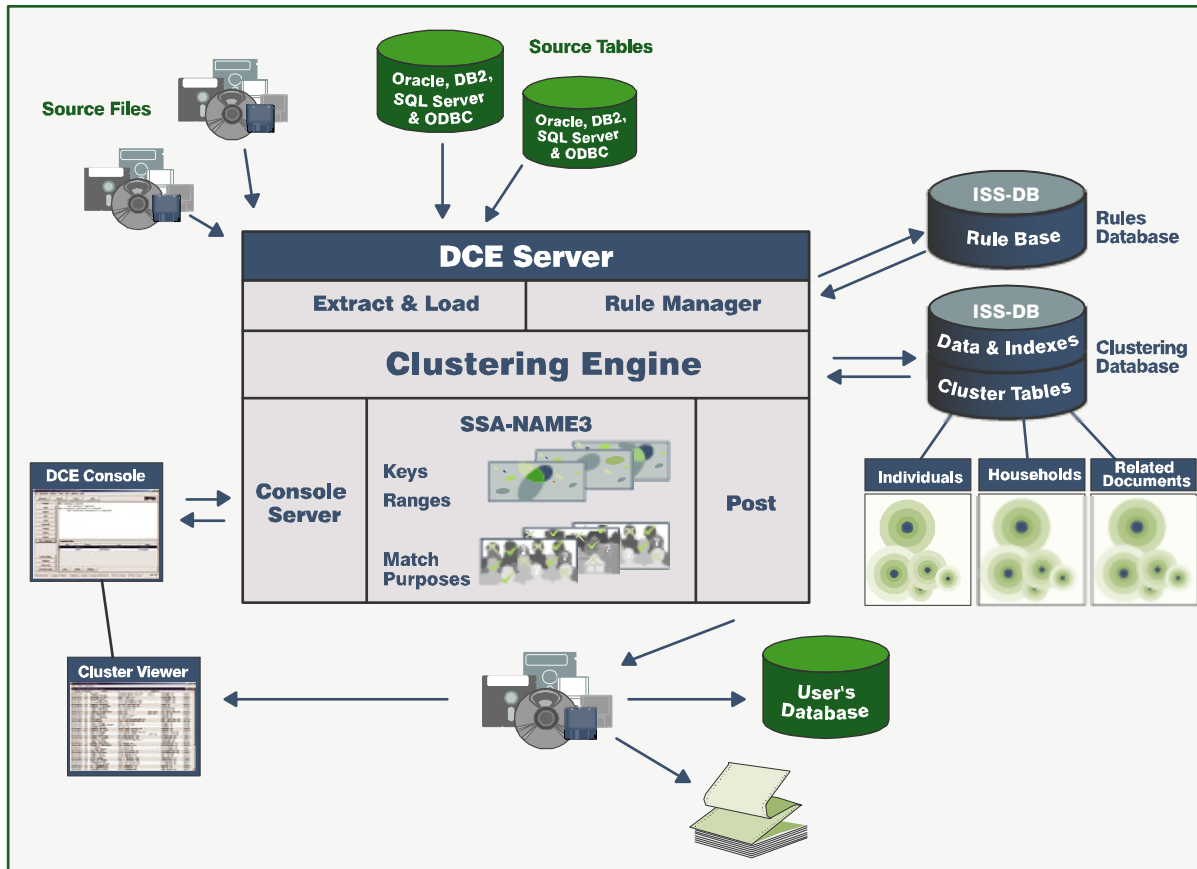 Source Files
Source Tables
Oracle, DB2,
SQL Server
& ODBC
Oracle, DB2,
SQL Server
& ODBC
ISS-DB
Rule Base
Rules
Database
DCE Server
Extract & Load
Rule Manager
Clustering Engine
ISS-DB
Data & Indexes
Cluster Tables
Clustering
Database
SSA-NAME3
Keys
Ranges
Match
Purposes
Console
Server
Post
DCE Console
Individuals
Households
Related
Documents
Cluster Viewer
User's
Database